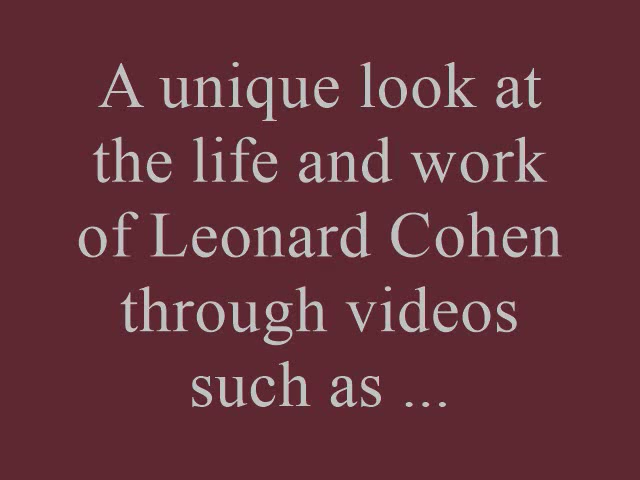 A unique look at
the life and work
of Leonard Cohen
through videos
such as ...